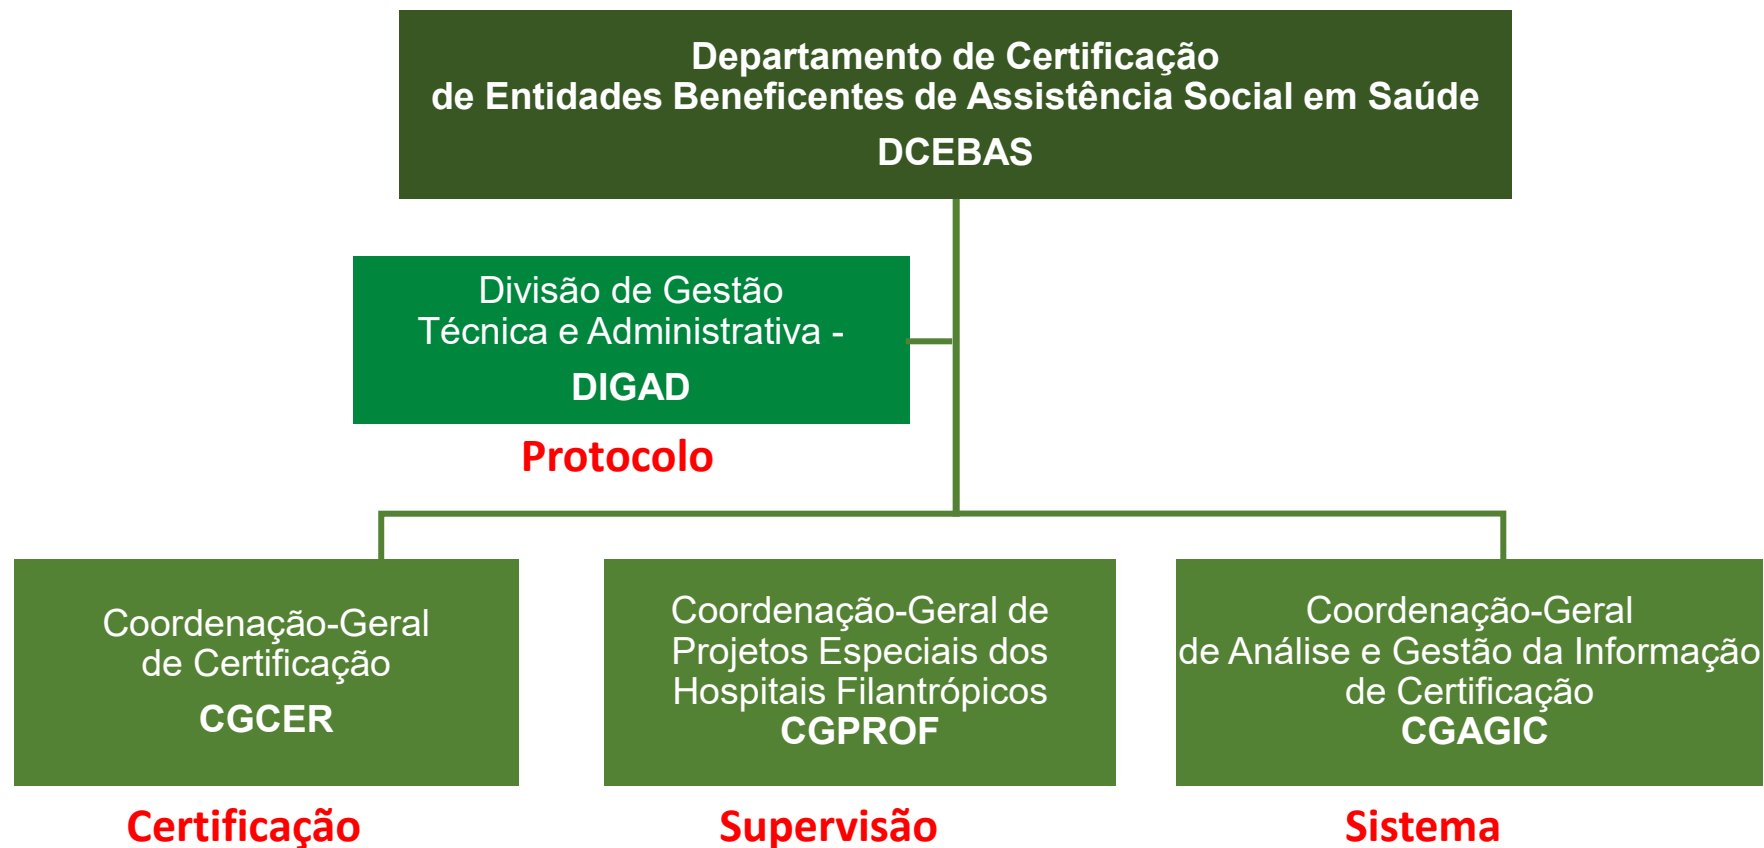 Departamento de Certificação
de Entidades Beneficentes de Assistência Social em Saúde
DCEBAS
Divisão de Gestão
Técnica e Administrativa -
DIGAD
Protocolo
Coordenação-Geral
de Certificação
CGCER
Certificação
Coordenação-Geral de
Projetos Especiais dos
Hospitais Filantrópicos
CGPROF
Supervisão
Coordenação-Geral
de Análise e Gestão da Informação
de Certificação
CGAGIC
Sistema